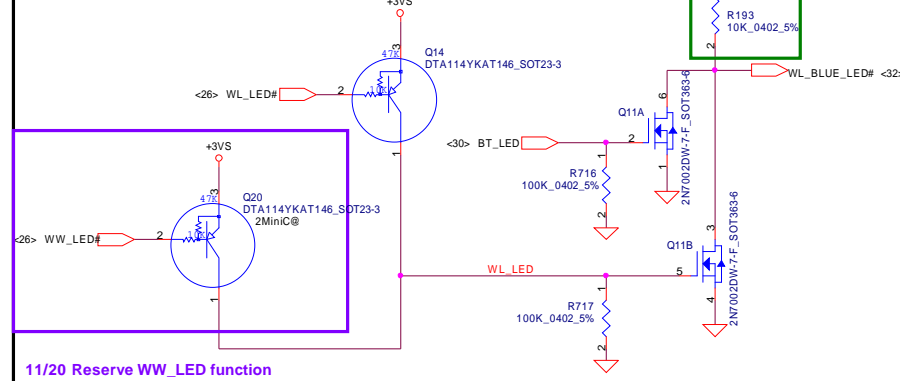 +3VS
R193
10K_0402_5%
2
3
47K
Q14
DTA114YKAT146_SOT23-3
10K
<26> WL_LED#
2
1
WL_BLUE_LED# <32>
6
Q11A
2
1
2N7002DW-7-F_SOT363-6
<30> BT_LED
1
R716
100K_0402_5%
2
+3VS
3
47K
Q20
DTA114YKAT146_SOT23-3
2MiniC@
10K
<26> WW_LED#
2
1
3
Q11B
5
4
2N7002DW-7-F_SOT363-6
WL_LED
1
R717
100K_0402_5%
2
11/20 Reserve WW_LED function